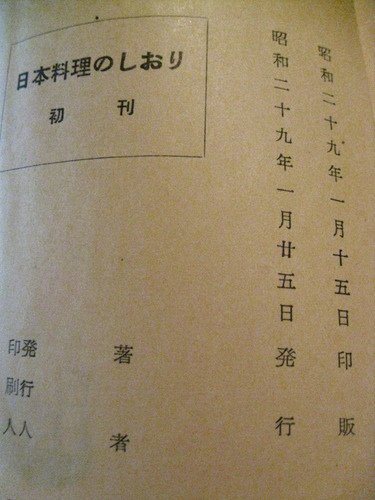 昭和二十九年一月十五日印販
昭和二十九年一月廿五日発行
日本料理のしおり
初刊
著者
発行人
印刷人